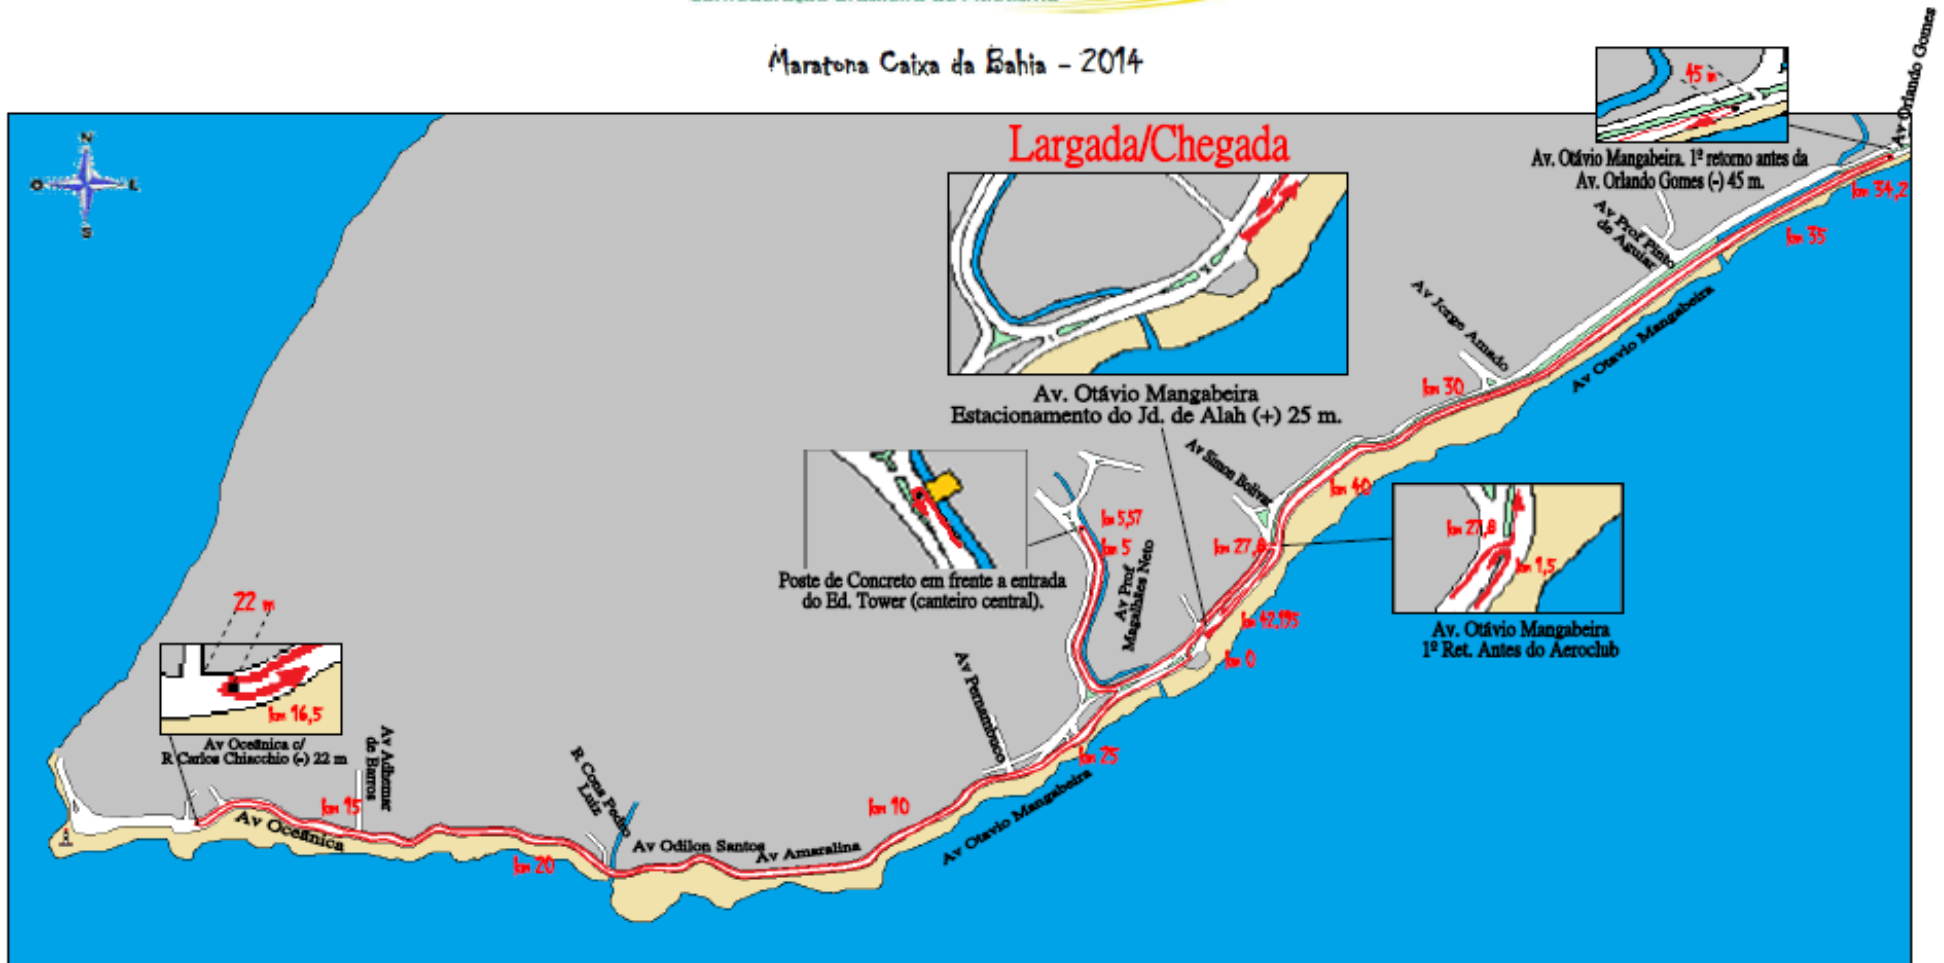 Maratona Caixa da Bahia - 2014
N
O
L
S
Largada/Chegada
45 m
Av. Otávio Mangabeira, 1º retorno antes da
Av. Orlando Gomes (-) 45 m.
Av Orlando Gomes
km 34,2
km 35
Av Prof Pinto
de Aguiar
Av. Otávio Mangabeira
Estacionamento do Jd. de Alah (+) 25 m.
Av Jorge Amado
Av Otavio Mangabeira
km 30
Av Simon Bolivar
km 40
km 27,8
km 1,5
Av. Otávio Mangabeira
1º Ret. Antes do Aeroclub
km 27,8
km 5,57
km 5
Av Prof
Magalhães Neto
Poste de Concreto em frente a entrada
do Ed. Tower (canteiro central).
km 42,195
km 0
22 m
km 16,5
Av Oceânica c/
R Carlos Chiacchio (-) 22 m
Av Adhemar
de Barros
km 15
Av Oceânica
R Cons Pedro
Luiz
km 20
Av Odilon Santos
Av Amaralina
km 10
Av Pernambuco
km 25
Av Otavio Mangabeira